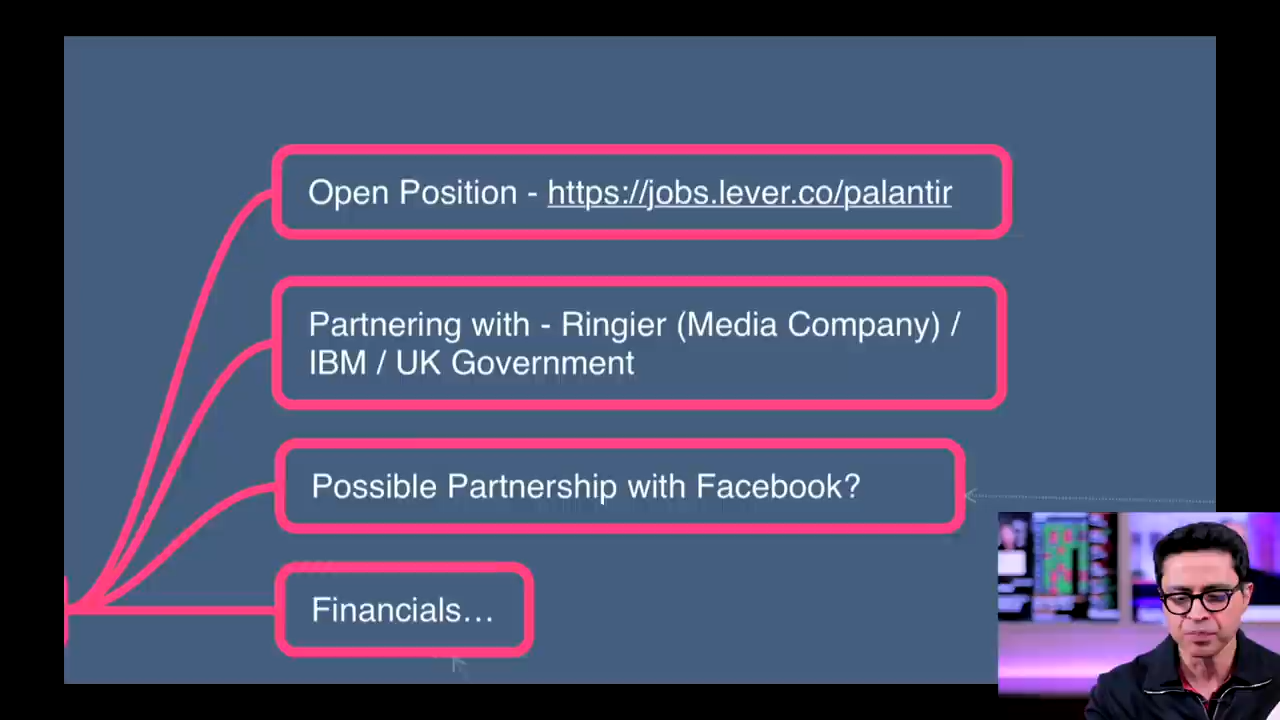 Open Position - https://jobs.lever.co/palantir
Partnering with - Ringier (Media Company) /
IBM / UK Government
Possible Partnership with Facebook?
Financials…